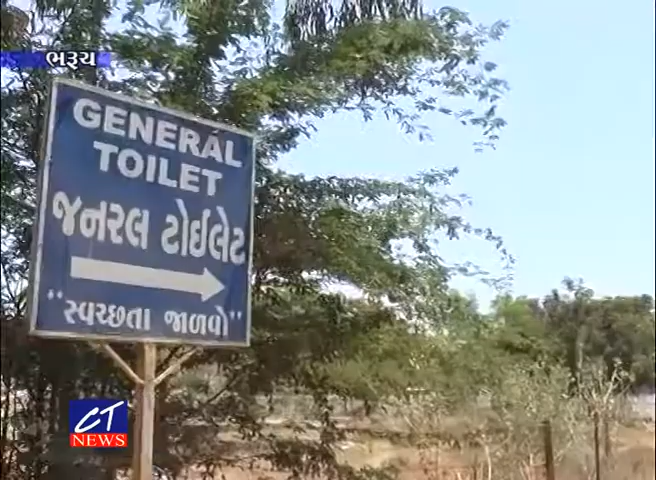 ભરૂચ
GENERAL
TOILET
જનરલ ટોઈલેટ
"સ્વચ્છતા જાળવો"
CT
NEWS